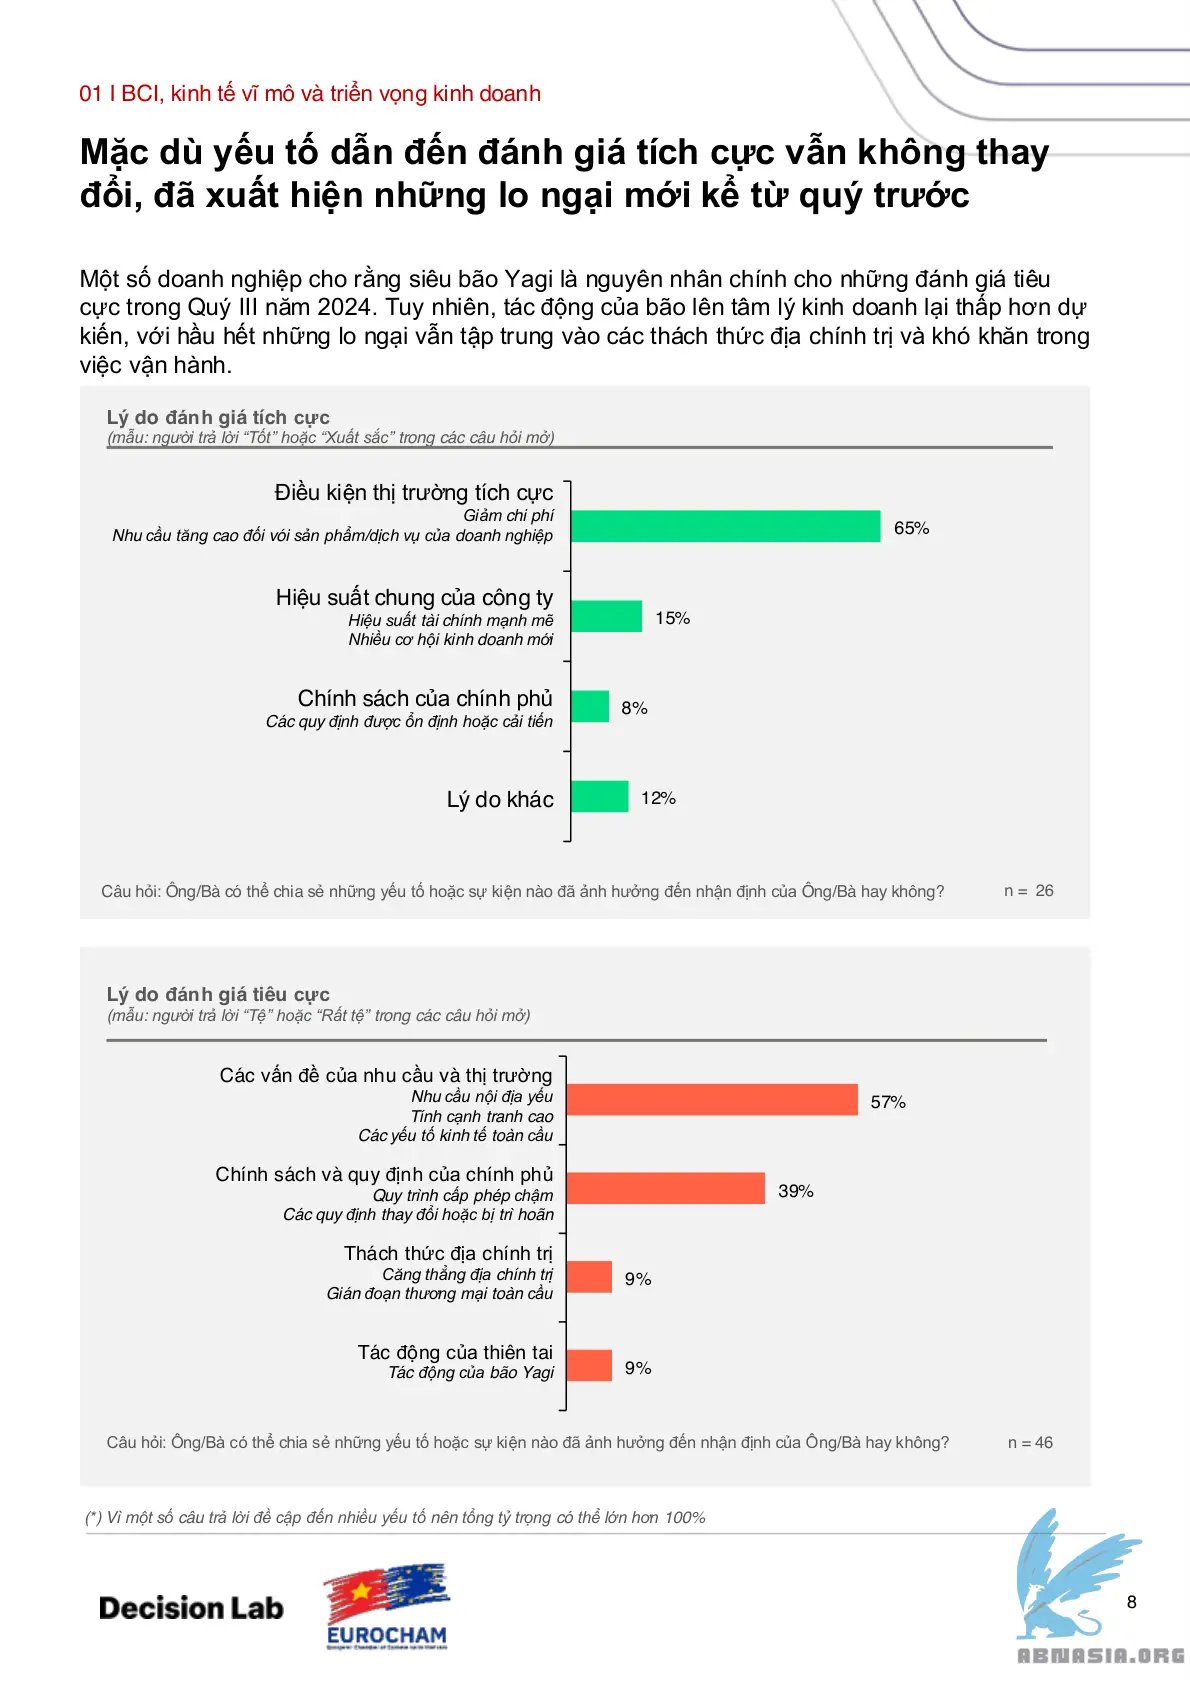 01 I BCI, kinh tế vĩ mô và triển vọng kinh doanh
Mặc dù yếu tố dẫn đến đánh giá tích cực vẫn không thay
đổi, đã xuất hiện những lo ngại mới kể từ quý trước
Một số doanh nghiệp cho rằng siêu bão Yagi là nguyên nhân chính cho những đánh giá tiêu
cực trong Quý III năm 2024. Tuy nhiên, tác động của bão lên tâm lý kinh doanh lại thấp hơn dự
kiến, với hầu hết những lo ngại vẫn tập trung vào các thách thức địa chính trị và khó khăn trong
việc vận hành.
Lý do đánh giá tích cực
(mẫu: người trả lời “Tốt” hoặc “Xuất sắc” trong các câu hỏi mở)
Điều kiện thị trường tích cực
Giảm chi phí
Nhu cầu tăng cao đối vói sản phẩm/dịch vụ của doanh nghiệp
65%
Hiệu suất chung của công ty
Hiệu suất tài chính mạnh mẽ
Nhiều cơ hội kinh doanh mới
15%
Chính sách của chính phủ
Các quy định được ổn định hoặc cải tiến
8%
Lý do khác
12%
Câu hỏi: Ông/Bà có thể chia sẻ những yếu tố hoặc sự kiện nào đã ảnh hưởng đến nhận định của Ông/Bà hay không?
n = 26
Lý do đánh giá tiêu cực
(mẫu: người trả lời “Tệ” hoặc “Rất tệ” trong các câu hỏi mở)
Các vấn đề của nhu cầu và thị trường
Nhu cầu nội địa yếu
Tính cạnh tranh cao
Các yếu tố kinh tế toàn cầu
57%
Chính sách và quy định của chính phủ
Quy trình cấp phép chậm
Các quy định thay đổi hoặc bị trì hoãn
39%
Thách thức địa chính trị
Căng thẳng địa chính trị
Gián đoạn thương mại toàn cầu
9%
Tác động của thiên tai
Tác động của bão Yagi
9%
Câu hỏi: Ông/Bà có thể chia sẻ những yếu tố hoặc sự kiện nào đã ảnh hưởng đến nhận định của Ông/Bà hay không?
n = 46
(*) Vì một số câu trả lời đề cập đến nhiều yếu tố nên tổng tỷ trọng có thể lớn hơn 100%
Decision Lab
EUROCHAM
8
ABNASIA.ORG